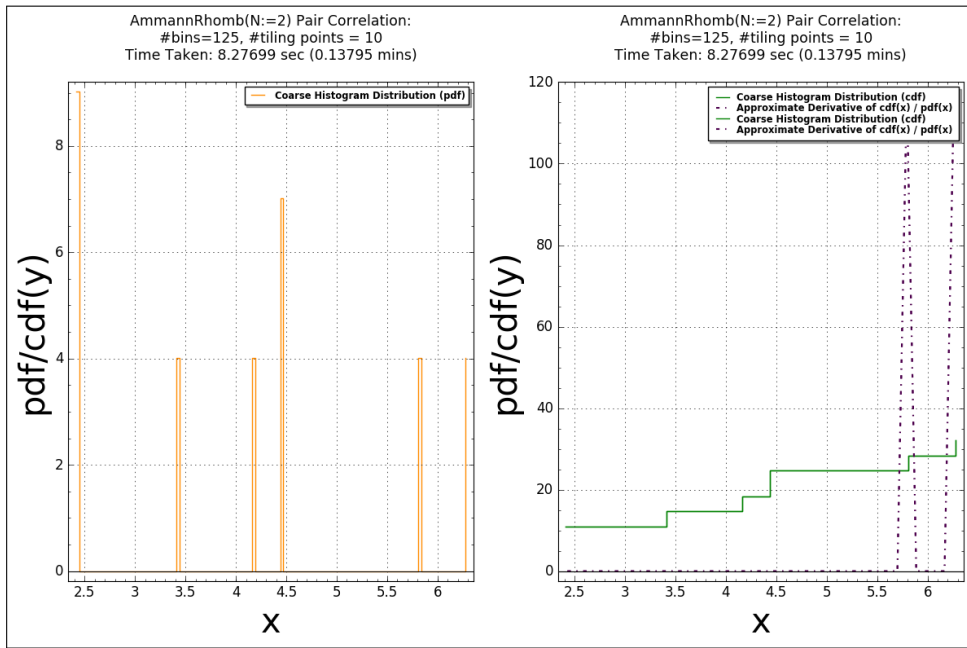 AmmannRhomb(N:=2) Pair Correlation:
#bins=125, #tiling points = 10
Time Taken: 8.27699 sec (0.13795 mins)
Coarse Histogram Distribution (pdf)
8
6
4
2
0
pdf/cdf(y)
2.5 3 3.5 4 4.5 5 5.5 6
x
AmmannRhomb(N:=2) Pair Correlation:
#bins=125, #tiling points = 10
Time Taken: 8.27699 sec (0.13795 mins)
Coarse Histogram Distribution (cdf)
Approximate Derivative of cdf(x) / pdf(x)
Coarse Histogram Distribution (cdf)
Approximate Derivative of cdf(x) / pdf(x)
120
100
80
60
40
20
0
pdf/cdf(y)
2.5 3 3.5 4 4.5 5 5.5 6
x